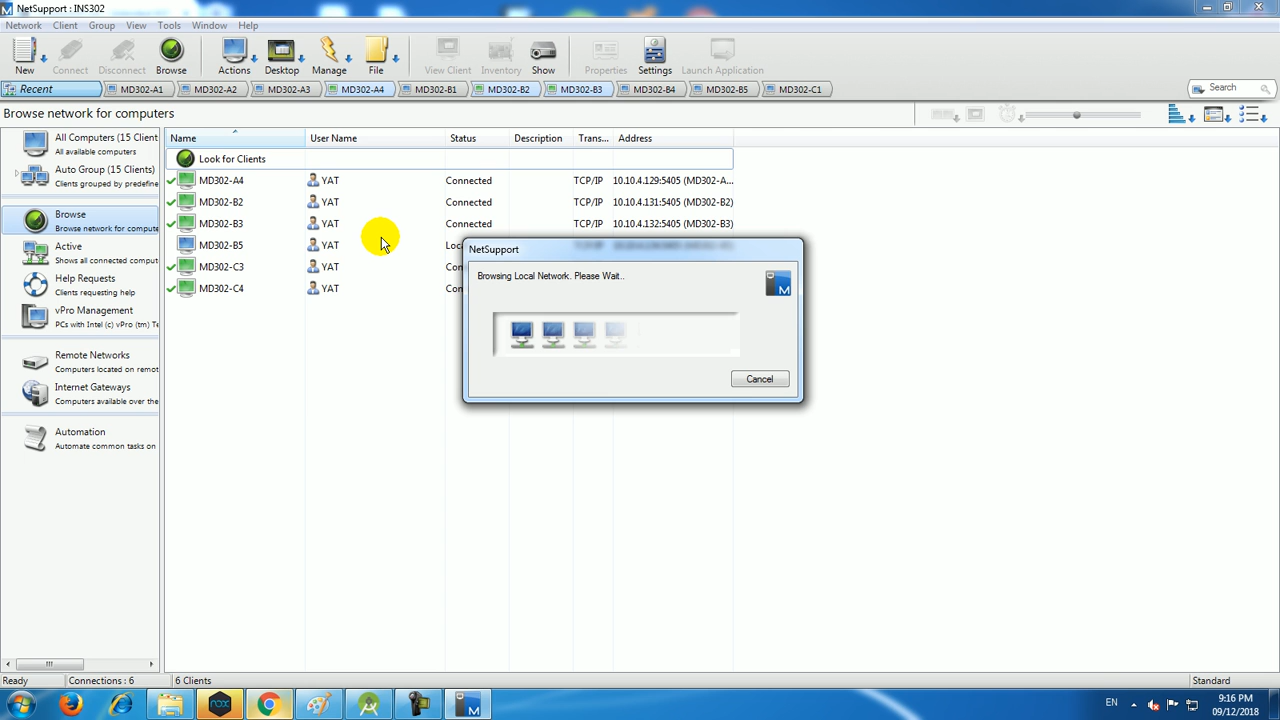 NetSupport : INS302
Network Client Group View Tools Window Help
New Connect Disconnect Browse Actions Desktop Manage File View Client Inventory Show Properties Settings Launch Application
Recent MD302-A1 MD302-A2 MD302-A3 MD302-A4 MD302-B1 MD302-B2 MD302-B3 MD302-B4 MD302-B5 MD302-C1 Search
Browse network for computers
All Computers (15 Client
All available computers
Auto Group (15 Clients)
Clients grouped by predefine
Browse
Browse network for compute
Active
Shows all connected compute
Help Requests
Clients requesting help
vPro Management
PCs with Intel (c) vPro (tm) Te
Remote Networks
Computers located on remot
Internet Gateways
Computers available over the
Automation
Automate common tasks on
Name User Name Status Description Trans... Address
Look for Clients
MD302-A4 YAT Connected TCP/IP 10.10.4.129:5405 (MD302-A...
MD302-B2 YAT Connected TCP/IP 10.10.4.131:5405 (MD302-B2)
MD302-B3 YAT Connected TCP/IP 10.10.4.132:5405 (MD302-B3)
MD302-B5 YAT Loc
MD302-C3 YAT Con
MD302-C4 YAT Con
NetSupport
Browsing Local Network. Please Wait..
M
Cancel
Ready Connections : 6 6 Clients Standard
nox M EN 9:16 PM
09/12/2018